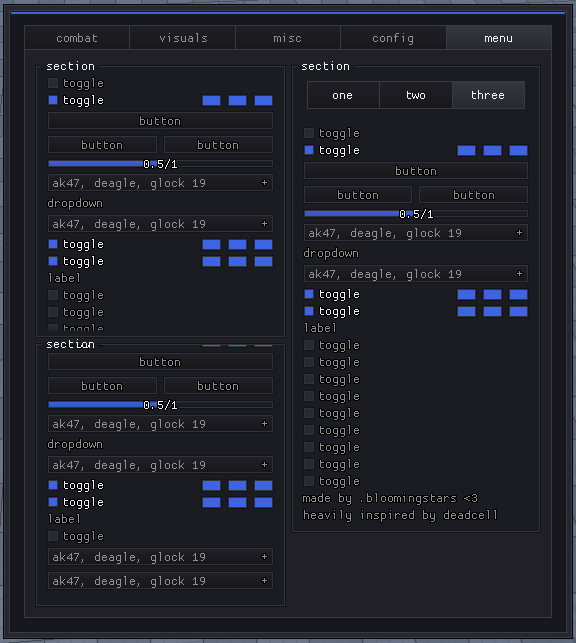 combat visuals misc config menu
section
toggle
toggle
button
button button
0.5/1
ak47, deagle, glock 19 +
dropdown
ak47, deagle, glock 19 +
toggle
toggle
label
toggle
toggle
toggle
section
button
button button
0.5/1
ak47, deagle, glock 19 +
dropdown
ak47, deagle, glock 19 +
toggle
toggle
label
toggle
ak47, deagle, glock 19 +
ak47, deagle, glock 19 +
section
one two three
toggle
toggle
button
button button
0.5/1
ak47, deagle, glock 19 +
dropdown
ak47, deagle, glock 19 +
toggle
toggle
label
toggle
toggle
toggle
toggle
toggle
toggle
toggle
toggle
toggle
made by .bloomingstars <3
heavily inspired by deadcell